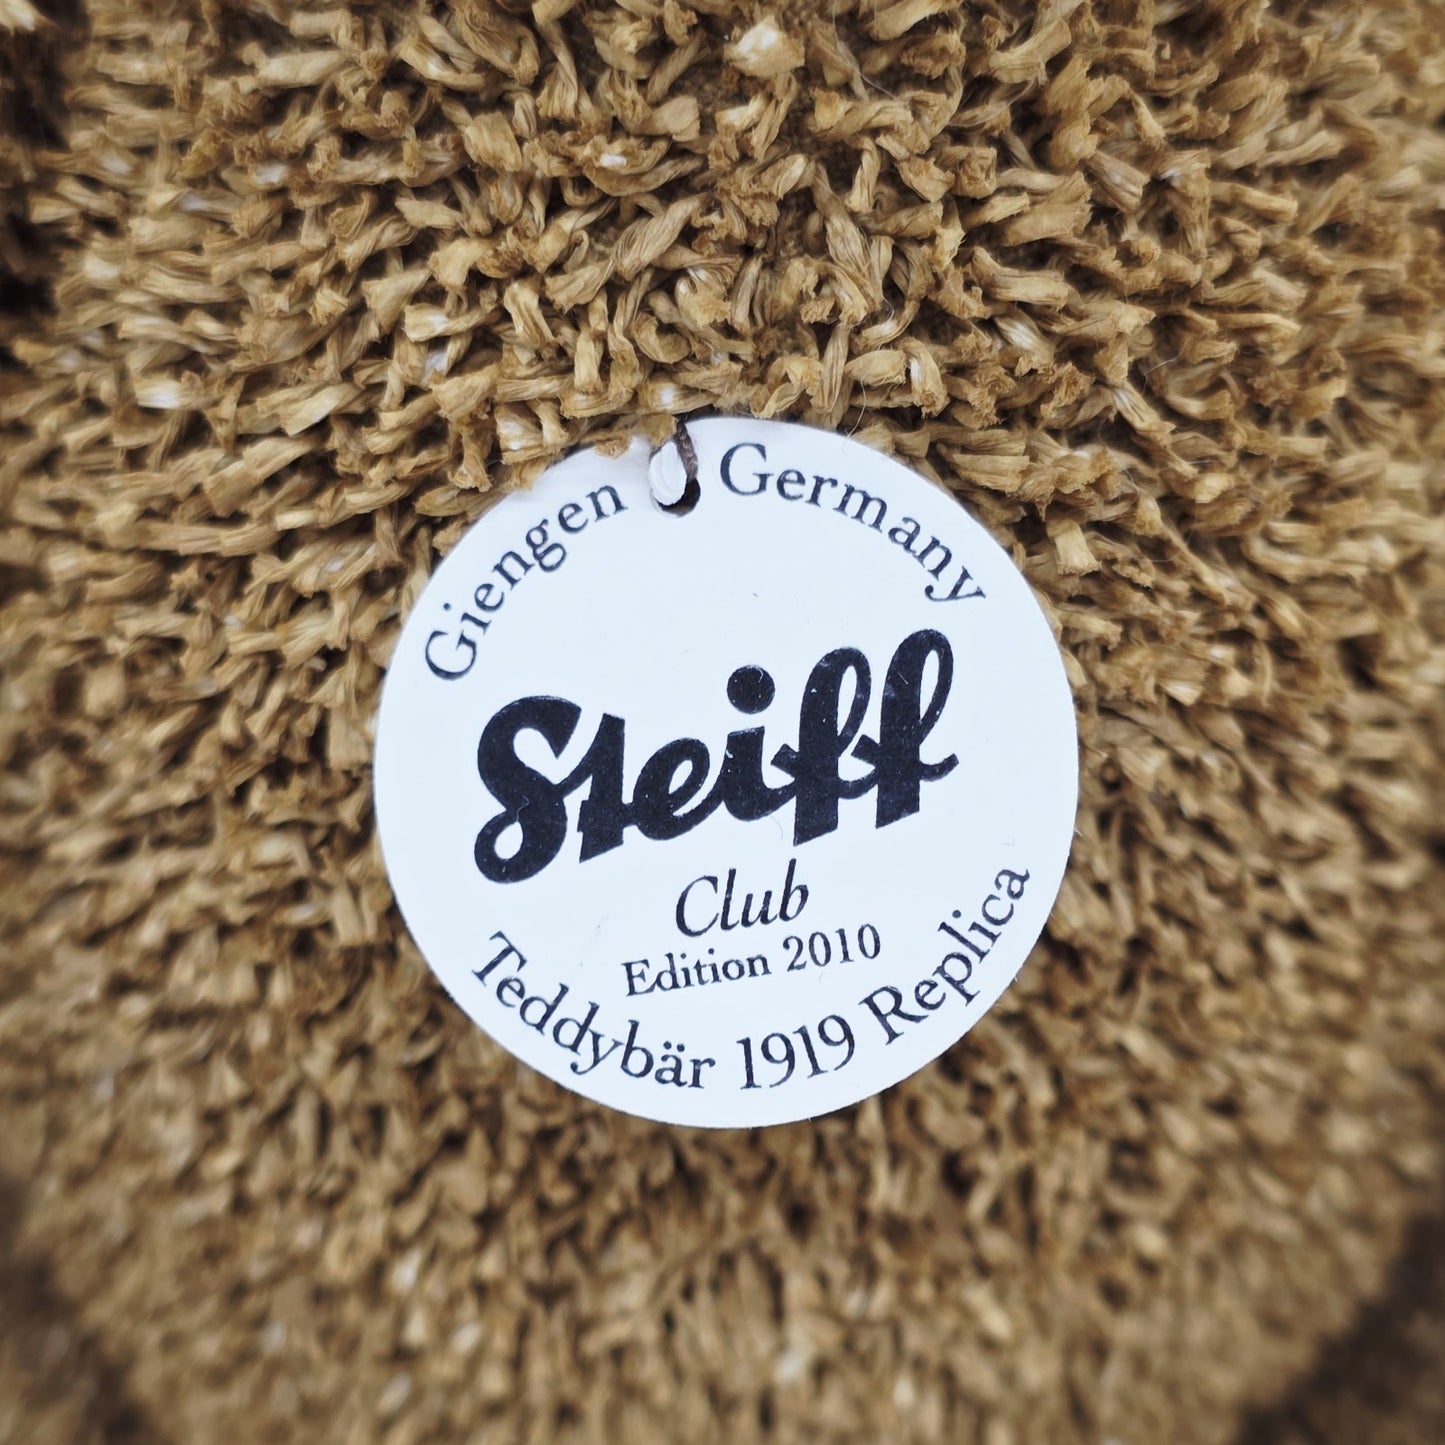 Giengen Germany
Steiff
Club
Edition 2010
Teddybär 1919 Replica